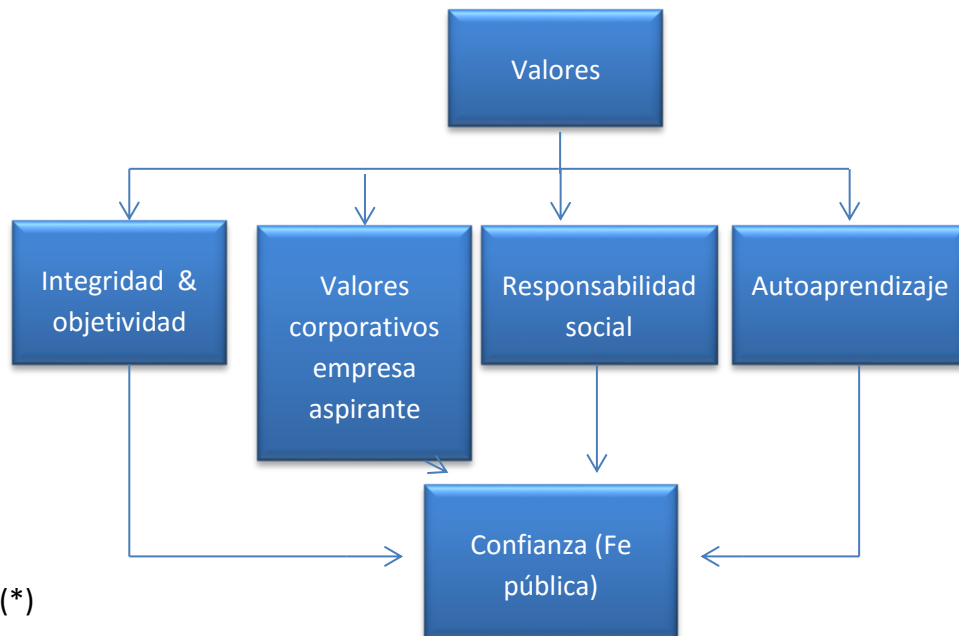 Valores
Integridad &
objetividad
Valores
corporativos
empresa
aspirante
Responsabilidad
social
Autoaprendizaje
Confianza (Fe
pública)
(*)